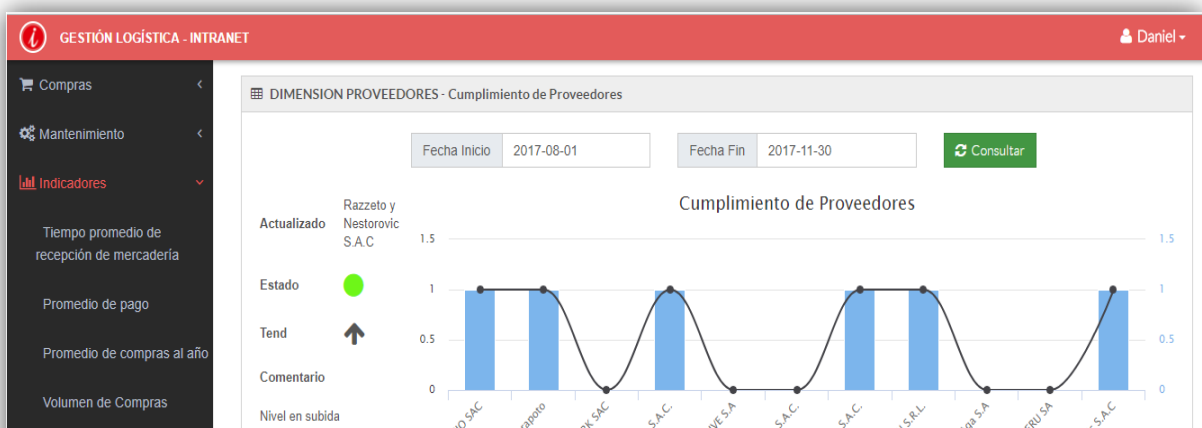 GESTIÓN LOGÍSTICA - INTRANET
Daniel
Compras
Mantenimiento
Indicadores
Tiempo promedio de
recepción de mercadería
Promedio de pago
Promedio de compras al año
Volumen de Compras
DIMENSION PROVEEDORES - Cumplimiento de Proveedores
Fecha Inicio 2017-08-01 Fecha Fin 2017-11-30 Consultar
Actualizado
Razzeto y
Nestorovic
S.A.C
Estado
Tend
Comentario
Nivel en subida
Cumplimiento de Proveedores
1.5 1.5
1 1
0.5 0.5
0 0
SAC
SAC
S.A.C.
S.A
S.A.C.
S.A.C.
S.R.L.
S.A
SA
S.A.C